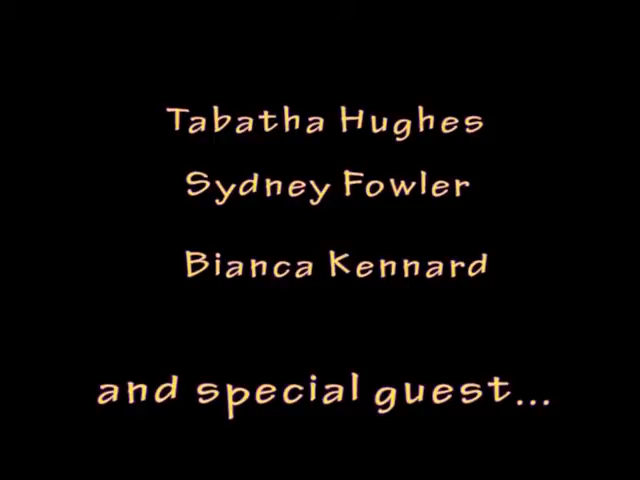 Tabatha Hughes
Sydney Fowler
Bianca Kennard
and special guest...